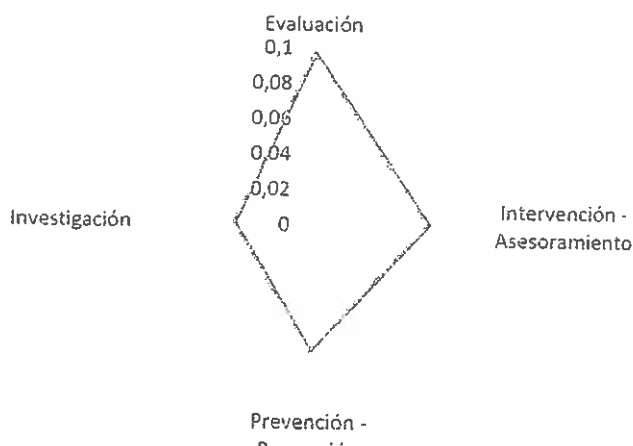 Evaluación
0,1
0,08
0,06
0,04
0,02
0
Investigación
Intervención -
Asesoramiento
Prevención -